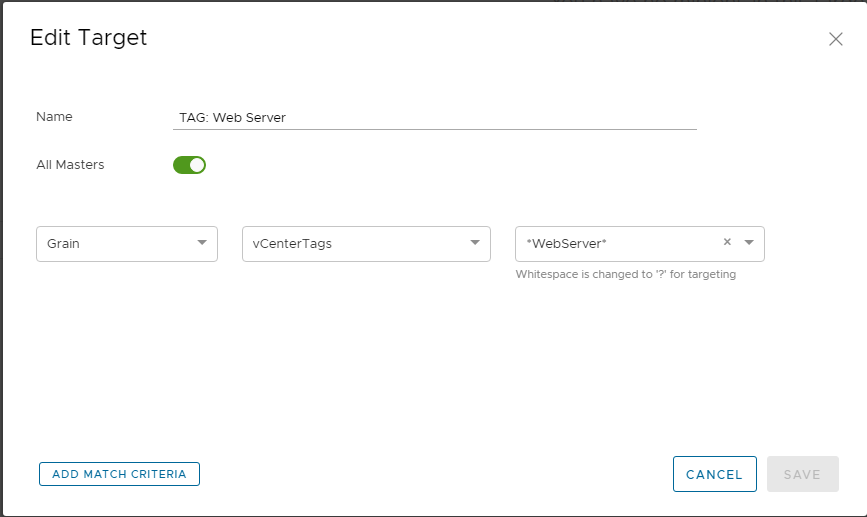 Edit Target
Name
TAG: Web Server
All Masters
Grain
vCenterTags
*WebServer*
Whitespace is changed to '?' for targeting
ADD MATCH CRITERIA
CANCEL
SAVE